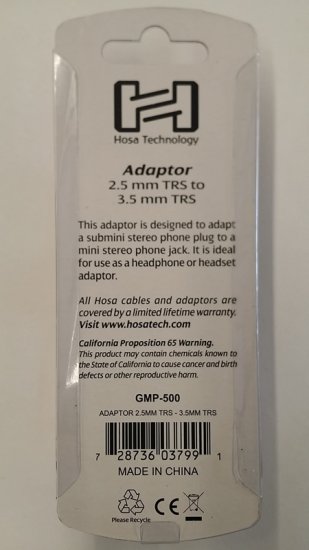 Hosa Technology
Adaptor
2.5 mm TRS to
3.5 mm TRS
This adaptor is designed to adapt
a submini stereo phone plug to a
mini stereo phone jack. It is ideal
for use as a headphone or headset
adaptor.
All Hosa cables and adaptors are
covered by a limited lifetime warranty.
Visit www.hosatech.com
California Proposition 65 Warning.
This product may contain chemicals known to
the State of California to cause cancer and birth
defects or other reproductive harm.
GMP-500
ADAPTOR 2.5MM TRS - 3.5MM TRS
7 28736 03799 1
MADE IN CHINA
CE
Please Recycle